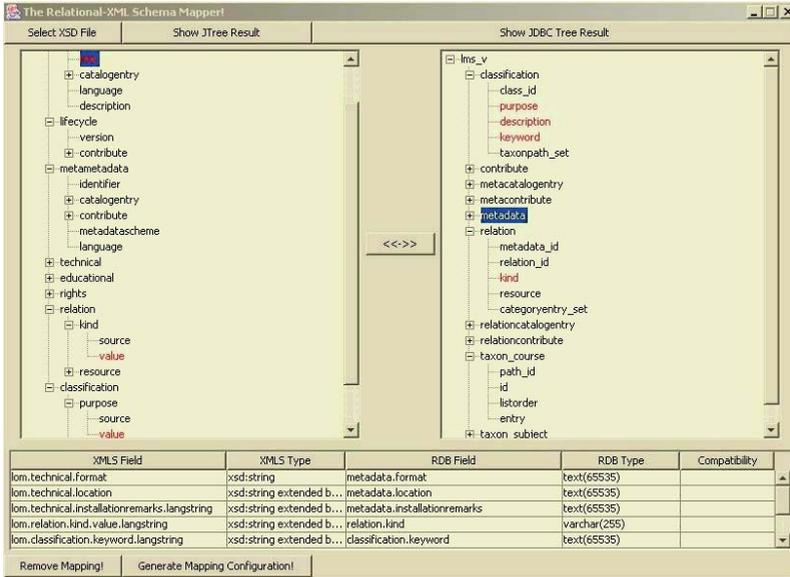 The Relational-XML Schema Mapper!
Select XSD File
Show JTree Result
Show JDBC Tree Result
catalogentry
language
description
lifecycle
version
contribute
metametadata
identifier
catalogentry
contribute
metadatascheme
language
technical
educational
rights
relation
kind
source
value
resource
classification
purpose
source
value
<<->>
lms_v
classification
class_id
purpose
description
keyword
taxonpath_set
contribute
metacatalogentry
metacontribute
metadata
relation
metadata_id
relation_id
kind
resource
categoryentry_set
relationcatalogentry
relationcontribute
taxon_course
path_id
id
listorder
entry
taxon_subject
XMLS Field XMLS Type RDB Field RDB Type Compatibility
lom.technical.format xsd:string metadata.format text(65535)
lom.technical.location xsd:string extended b... metadata.location text(65535)
lom.technical.installationremarks.langstring xsd:string extended b... metadata.installationremarks text(65535)
lom.relation.kind.value.langstring xsd:string extended b... relation.kind varchar(255)
lom.classification.keyword.langstring xsd:string extended b... classification.keyword text(65535)
Remove Mapping!
Generate Mapping Configuration!